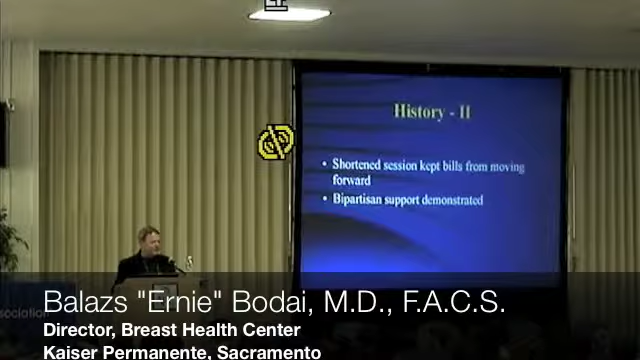 History - II
• Shortened session kept bills from moving
forward
• Bipartisan support demonstrated
ssociation
Balazs "Ernie" Bodai, M.D., F.A.C.S.
Director, Breast Health Center
Kaiser Permanente, Sacramento